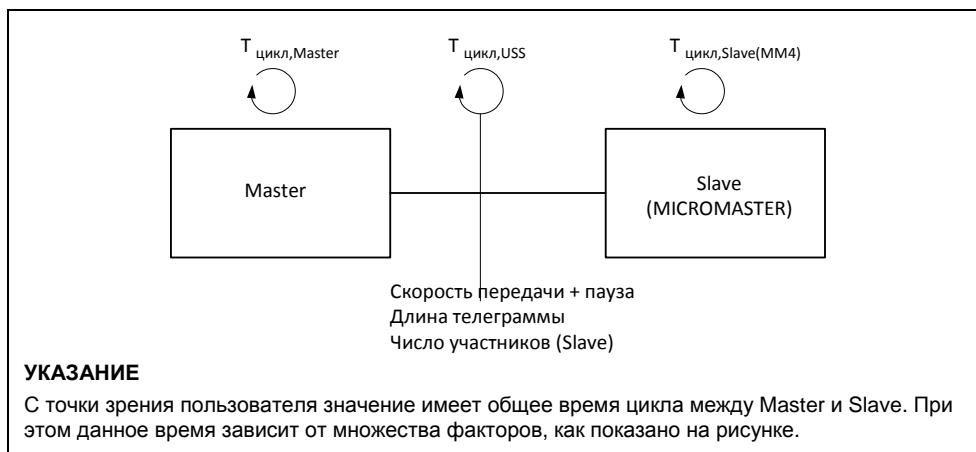 T цикл,Master
T цикл,USS
T цикл,Slave(MM4)
Master
Slave
(MICROMASTER)
Скорость передачи + пауза
Длина телеграммы
Число участников (Slave)
УКАЗАНИЕ
С точки зрения пользователя значение имеет общее время цикла между Master и Slave. При
этом данное время зависит от множества факторов, как показано на рисунке.